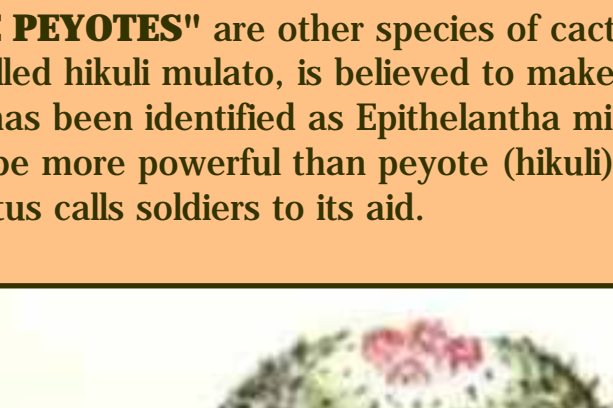 PEYOTES" are other species of cact
lled hikuli mulato, is believed to make
has been identified as Epithelantha mi
be more powerful than peyote (hikuli)
tus calls soldiers to its aid.